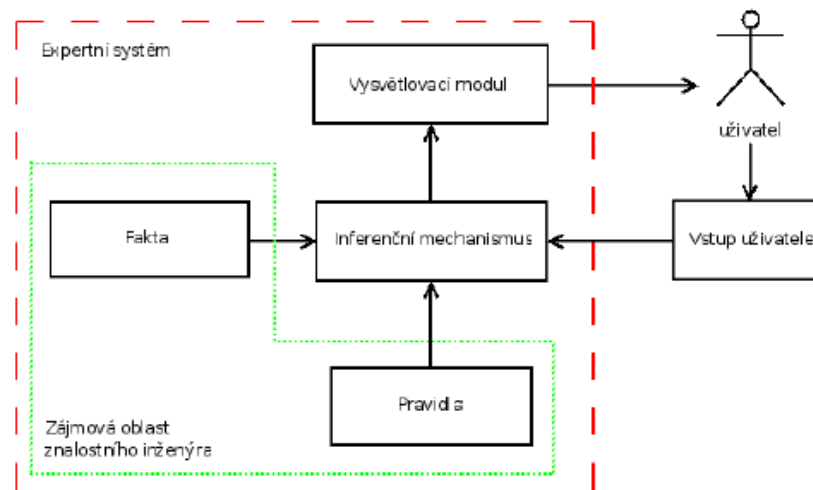 Expertní systém
Vysvětlovací modul
uživatel
Fakta
Inferenční mechanismus
Vstup uživatele
Pravidla
Zájmová oblast
znalostního inženýra